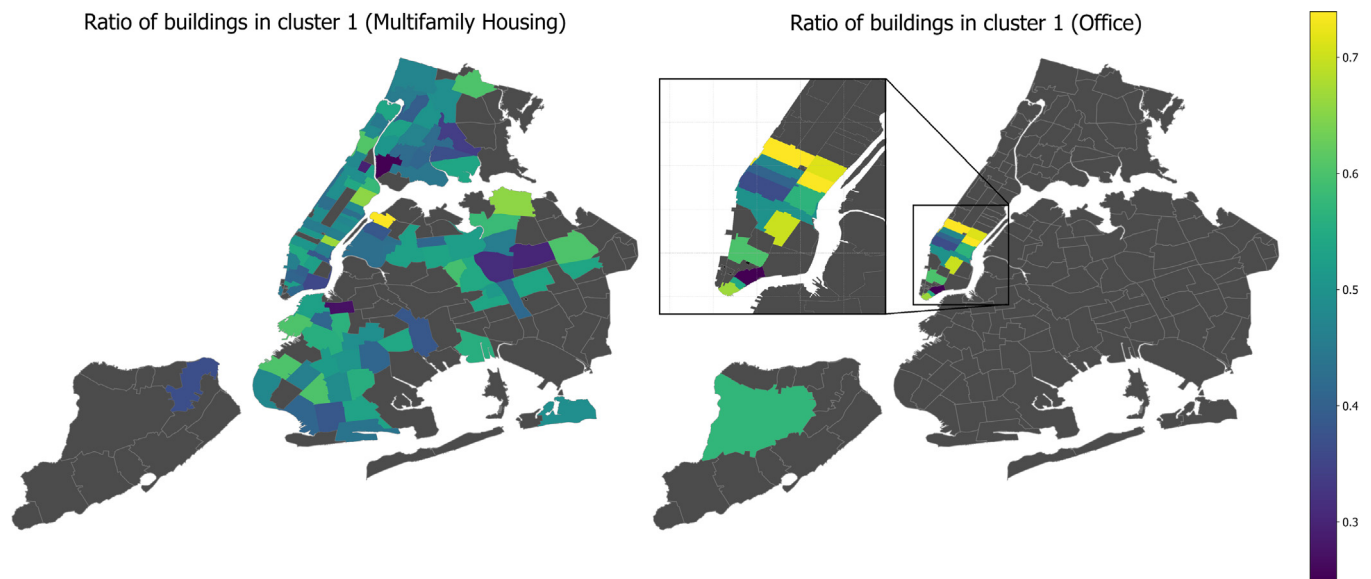 Ratio of buildings in cluster 1 (Multifamily Housing)
Ratio of buildings in cluster 1 (Office)
0.7
0.6
0.5
0.4
0.3